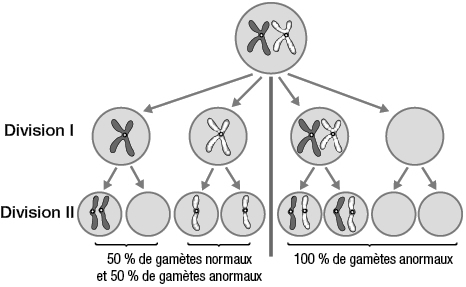 Division I
Division II
50 % de gamètes normaux
et 50 % de gamètes anormaux
100 % de gamètes anormaux